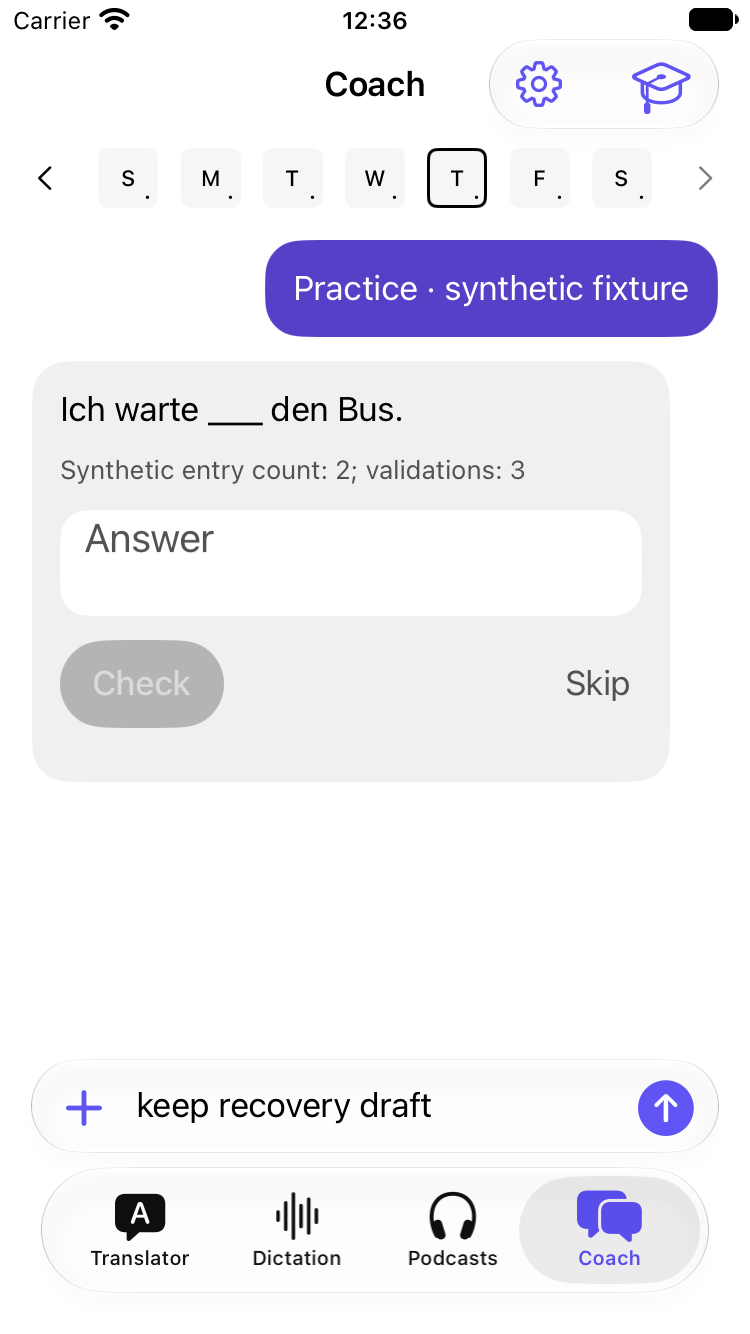 Carrier 12:36
Coach
S. M. T. W. T. F. S.
Practice · synthetic fixture
Ich warte ___ den Bus.
Synthetic entry count: 2; validations: 3
Answer
Check Skip
keep recovery draft
A
Translator Dictation Podcasts Coach